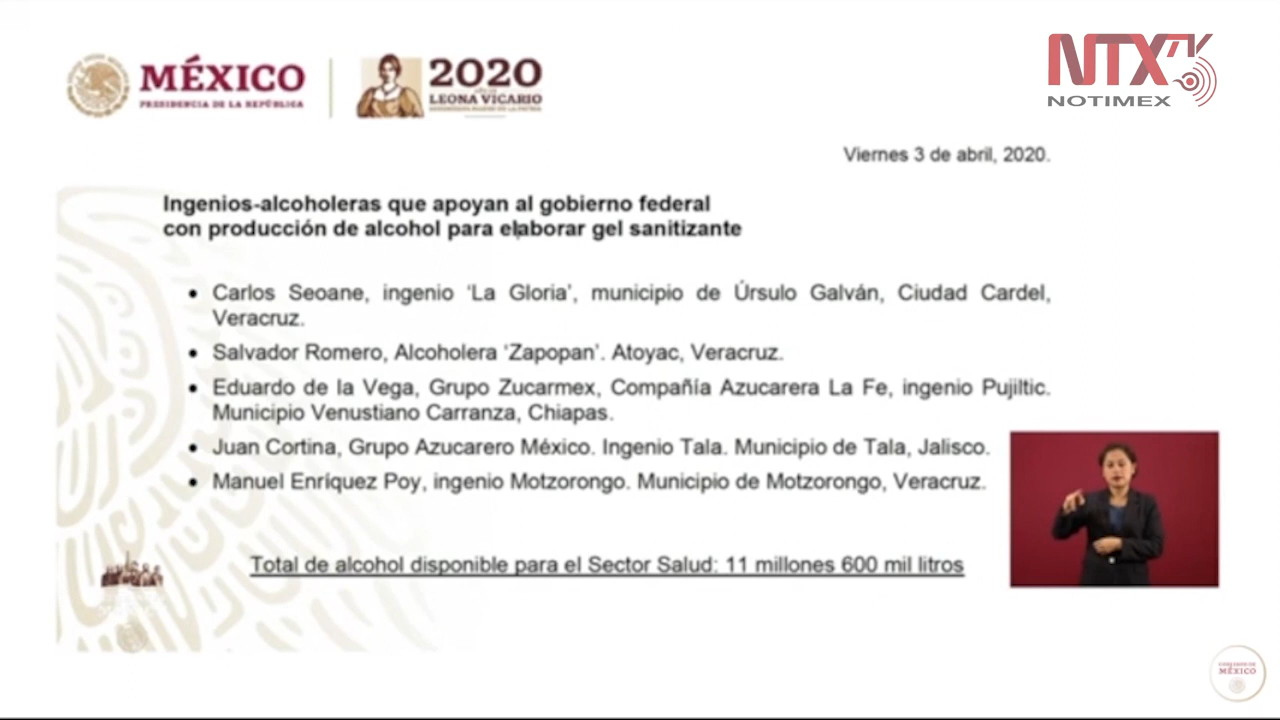 MÉXICO
PRESIDENCIA DE LA REPÚBLICA
2020
LEONA VICARIO
NTX
NOTIMEX
Viernes 3 de abril, 2020.
Ingenios-alcoholeras que apoyan al gobierno federal
con producción de alcohol para elaborar gel sanitizante
• Carlos Seoane, ingenio ‘La Gloria’, municipio de Úrsulo Galván, Ciudad Cardel,
Veracruz.
• Salvador Romero, Alcoholera ‘Zapopan’. Atoyac, Veracruz.
• Eduardo de la Vega, Grupo Zucarmex, Compañía Azucarera La Fe, ingenio Pujiltic.
Municipio Venustiano Carranza, Chiapas.
• Juan Cortina, Grupo Azucarero México. Ingenio Tala. Municipio de Tala, Jalisco.
• Manuel Enríquez Poy, ingenio Motzorongo. Municipio de Motzorongo, Veracruz.
Total de alcohol disponible para el Sector Salud: 11 millones 600 mil litros
GOBIERNO DE
MÉXICO